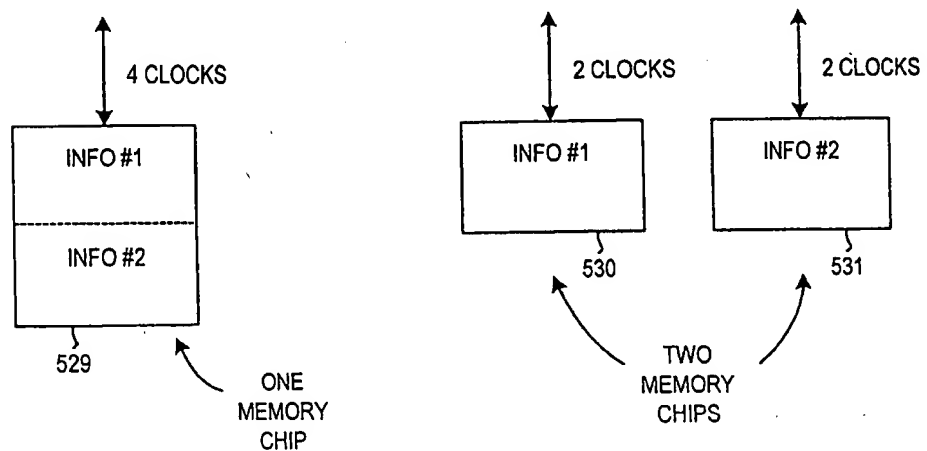 4 CLOCKS
INFO #1
INFO #2
529
ONE
MEMORY
CHIP
2 CLOCKS
INFO #1
530
2 CLOCKS
INFO #2
531
TWO
MEMORY
CHIPS